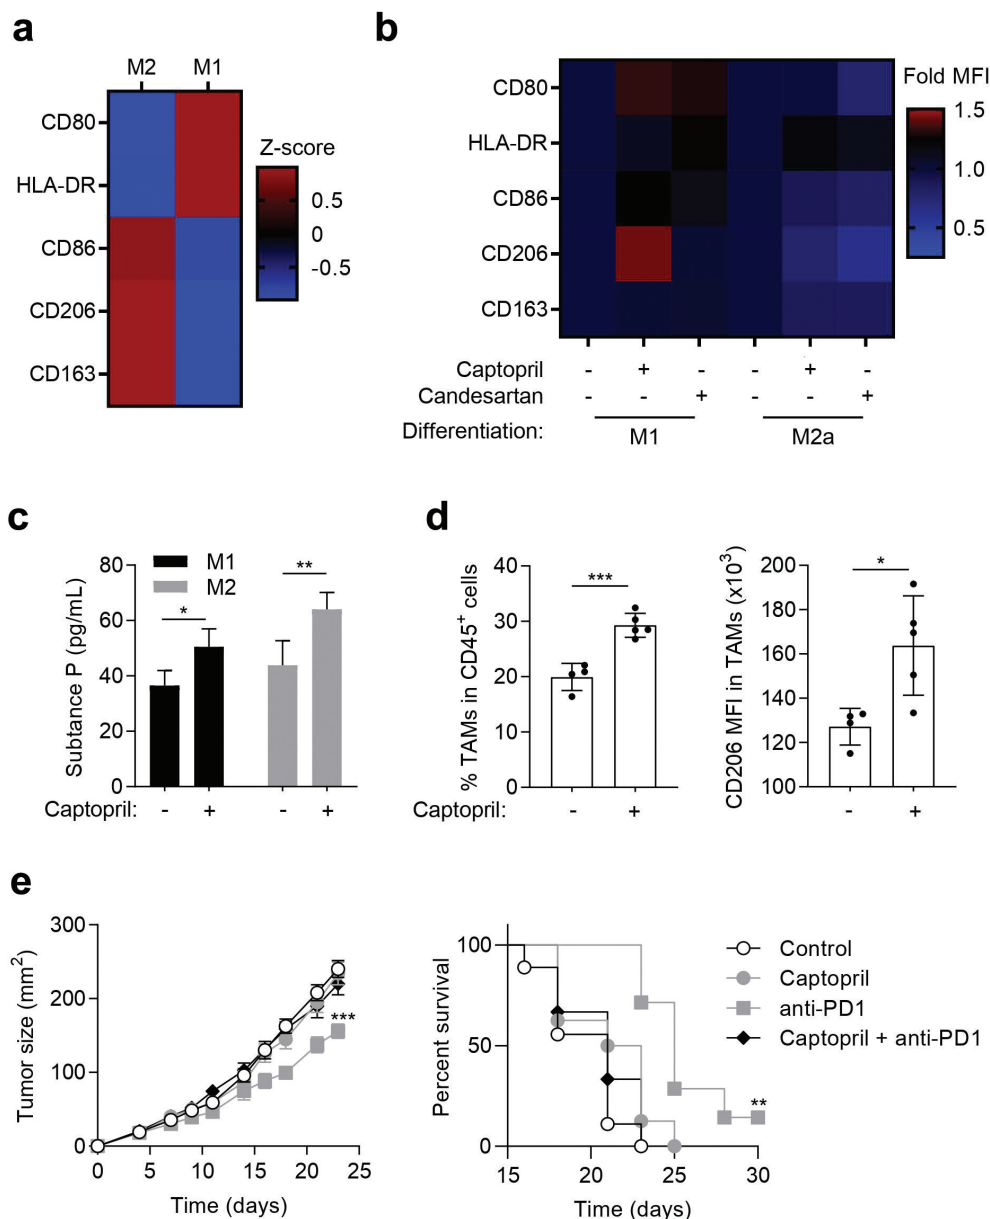 a
M2 M1
CD80
HLA-DR
CD86
CD206
CD163
Z-score
0.5
0
-0.5
b
CD80
HLA-DR
CD86
CD206
CD163
Fold MFI
1.5
1.0
0.5
Captopril - + - - + -
Candesartan - - + - - +
Differentiation: M1 M2a
c
Subtance P (pg/mL)
80
60
40
20
0
M1
M2
*
**
Captopril: - + - +
d
% TAMs in CD45+ cells
40
30
20
10
0
***
Captopril: - +
CD206 MFI in TAMs (x10³)
200
180
160
140
120
100
*
- +
e
Tumor size (mm²)
300
200
100
0
***
0 5 10 15 20 25
Time (days)
Percent survival
100
50
0
**
15 20 25 30
Time (days)
Control
Captopril
anti-PD1
Captopril + anti-PD1